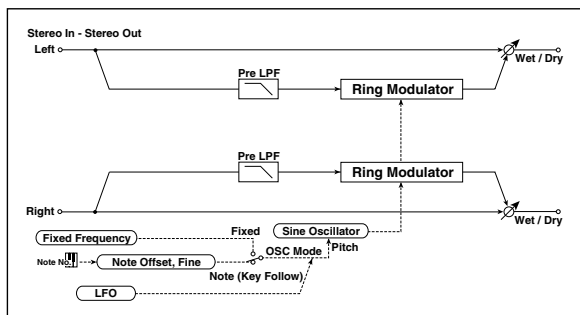 Stereo In - Stereo Out
Left
Wet / Dry
Pre LPF
Ring Modulator
Pre LPF
Ring Modulator
Right
Wet / Dry
Fixed Frequency
Fixed
Sine Oscillator
OSC Mode
Pitch
Note No.
Note Offset, Fine
Note (Key Follow)
LFO